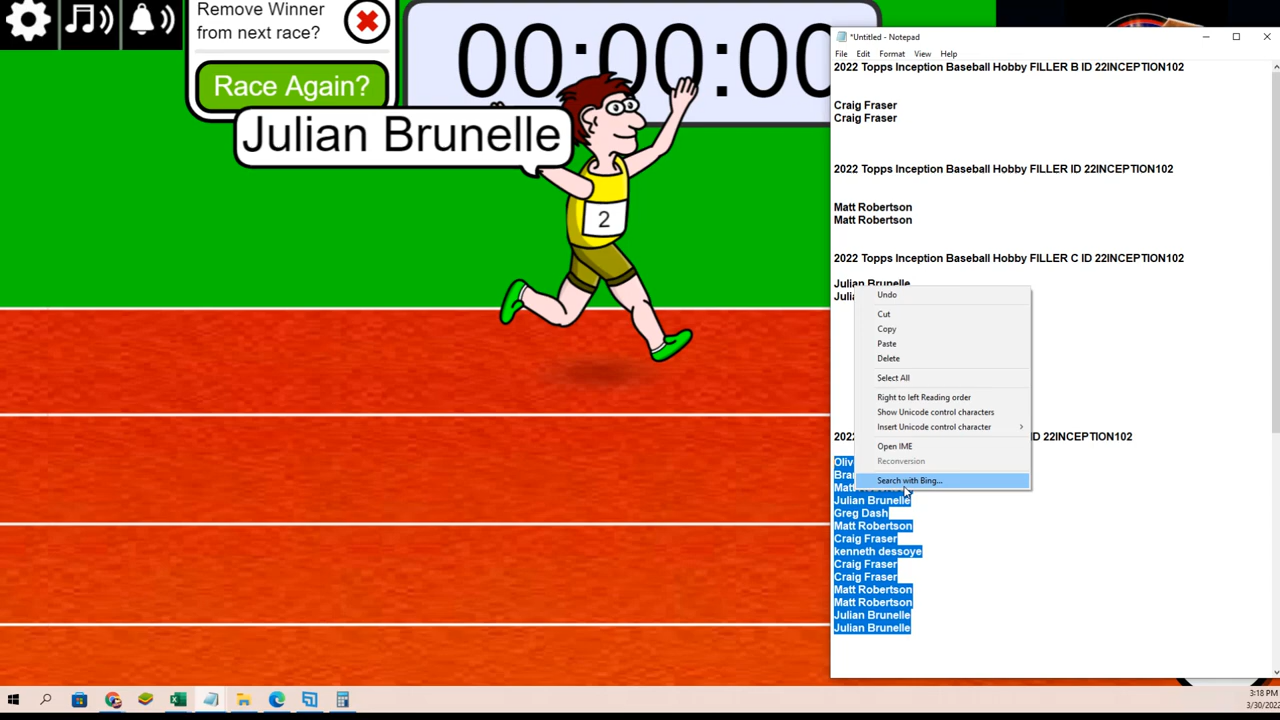 Remove Winner
from next race?
Race Again?
00:00:00
Julian Brunelle
2
*Untitled - Notepad
File Edit Format View Help
2022 Topps Inception Baseball Hobby FILLER B ID 22INCEPTION102
Craig Fraser
Craig Fraser
2022 Topps Inception Baseball Hobby FILLER ID 22INCEPTION102
Matt Robertson
Matt Robertson
2022 Topps Inception Baseball Hobby FILLER C ID 22INCEPTION102
Julian Brunelle
Undo
Cut
Copy
Paste
Delete
Select All
Right to left Reading order
Show Unicode control characters
Insert Unicode control character
Open IME
Reconversion
Search with Bing...
ID 22INCEPTION102
Julian Brunelle
Greg Dash
Matt Robertson
Craig Fraser
kenneth dessoye
Craig Fraser
Craig Fraser
Matt Robertson
Matt Robertson
Julian Brunelle
Julian Brunelle
3:18 PM